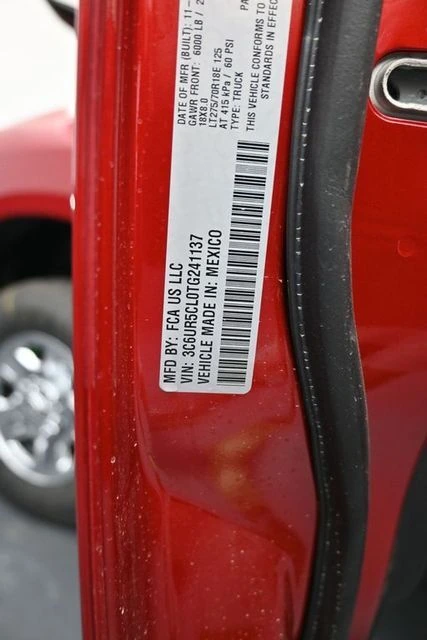 MFD BY: FCA US LLC
VIN: 3C6UR5CL0TG241137
VEHICLE MADE IN: MEXICO
DATE OF MFR (BUILT): 11-
GAWR FRONT: 6000 LB / 2
18X8.0
LT275/70R18E 125
AT 415 kPa / 60 PSI
TYPE: TRUCK
THIS VEHICLE CONFORMS TO
STANDARDS IN EFFEC
PA